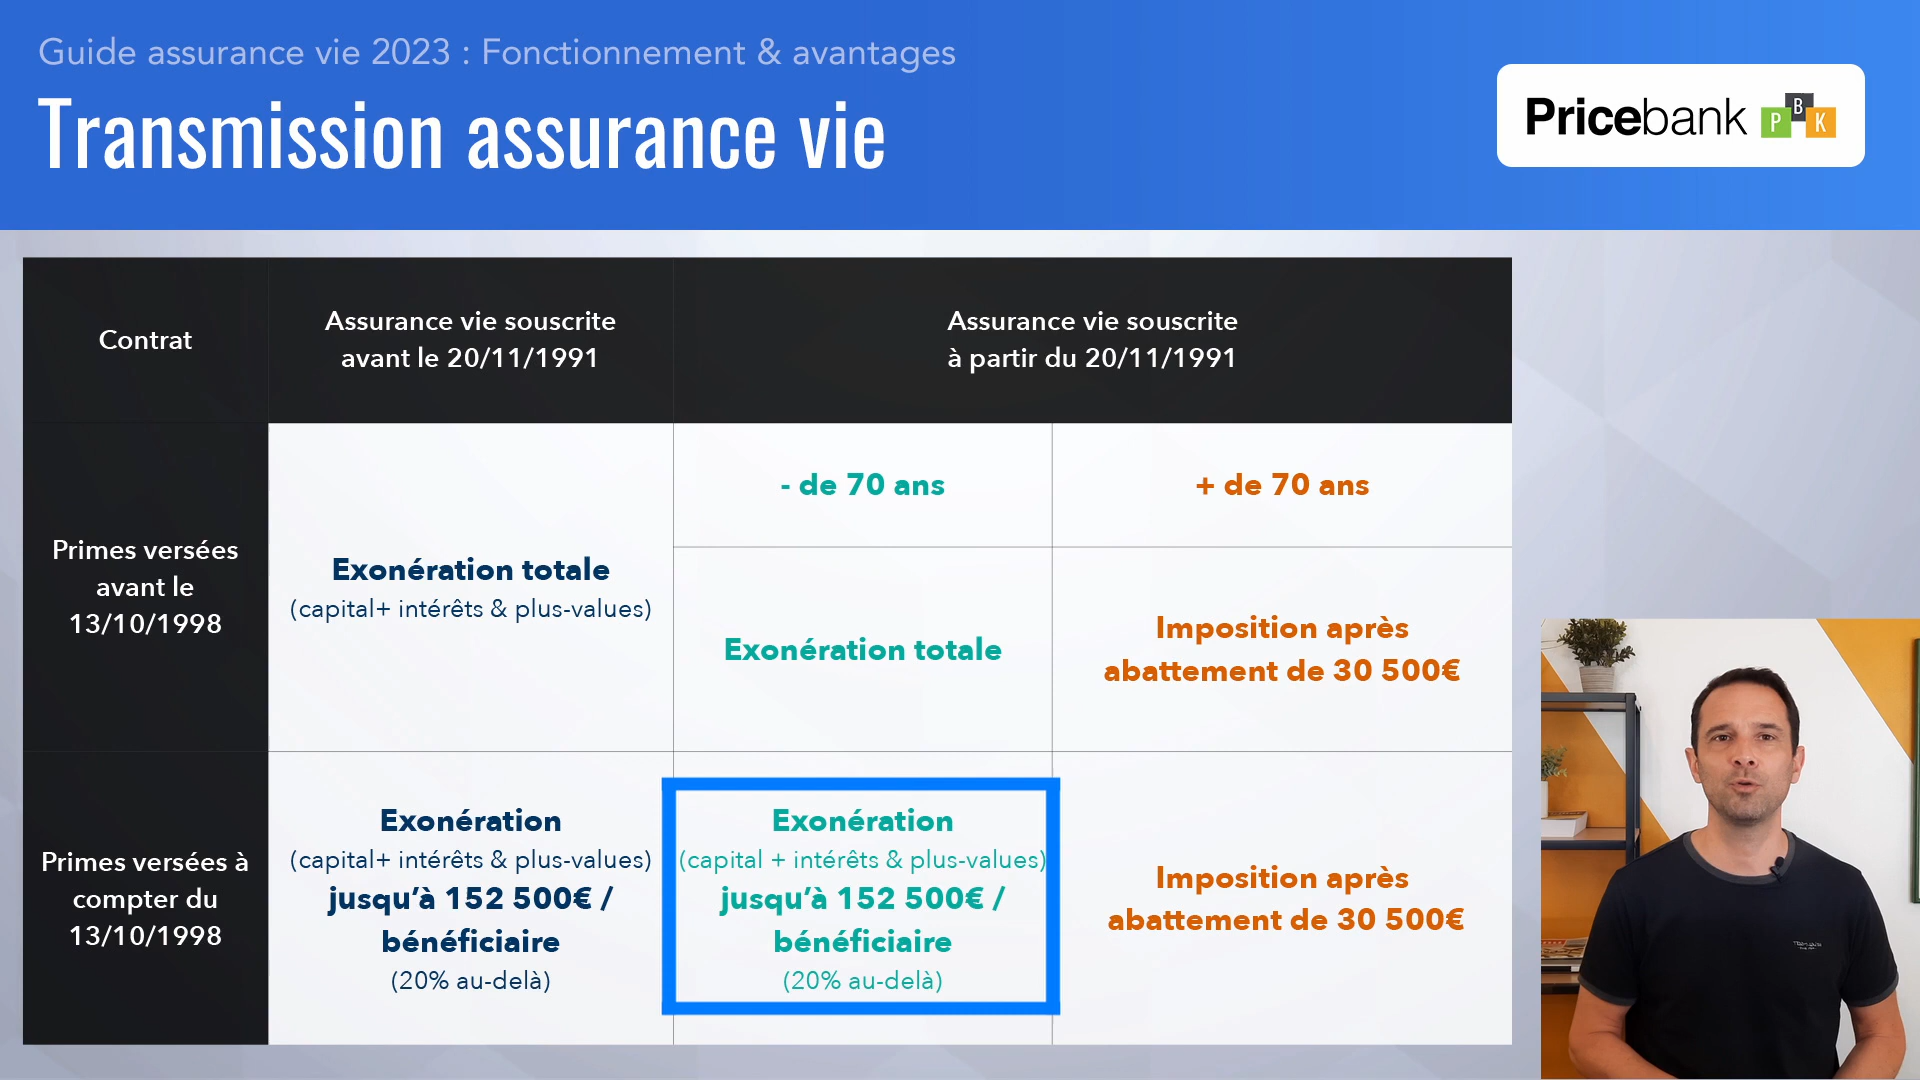 Guide assurance vie 2023 : Fonctionnement & avantages
Transmission assurance vie
Pricebank
P B K
Contrat
Assurance vie souscrite
avant le 20/11/1991
Assurance vie souscrite
à partir du 20/11/1991
Primes versées
avant le
13/10/1998
Exonération totale
(capital+ intérêts & plus-values)
- de 70 ans
+ de 70 ans
Exonération totale
Imposition après
abattement de 30 500€
Primes versées à
compter du
13/10/1998
Exonération
(capital+ intérêts & plus-values)
jusqu’à 152 500€ /
bénéficiaire
(20% au-delà)
Exonération
(capital + intérêts & plus-values)
jusqu’à 152 500€ /
bénéficiaire
(20% au-delà)
Imposition après
abattement de 30 500€